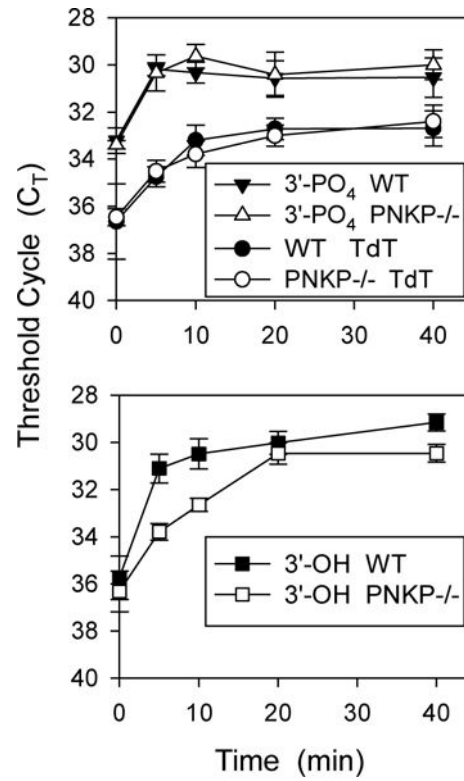 28
30
32
34
36
38
40
0 10 20 30 40
3'-PO₄ WT
3'-PO₄ PNKP-/-
WT TdT
PNKP-/- TdT
Threshold Cycle (C_T)
28
30
32
34
36
38
40
0 10 20 30 40
3'-OH WT
3'-OH PNKP-/-
Time (min)